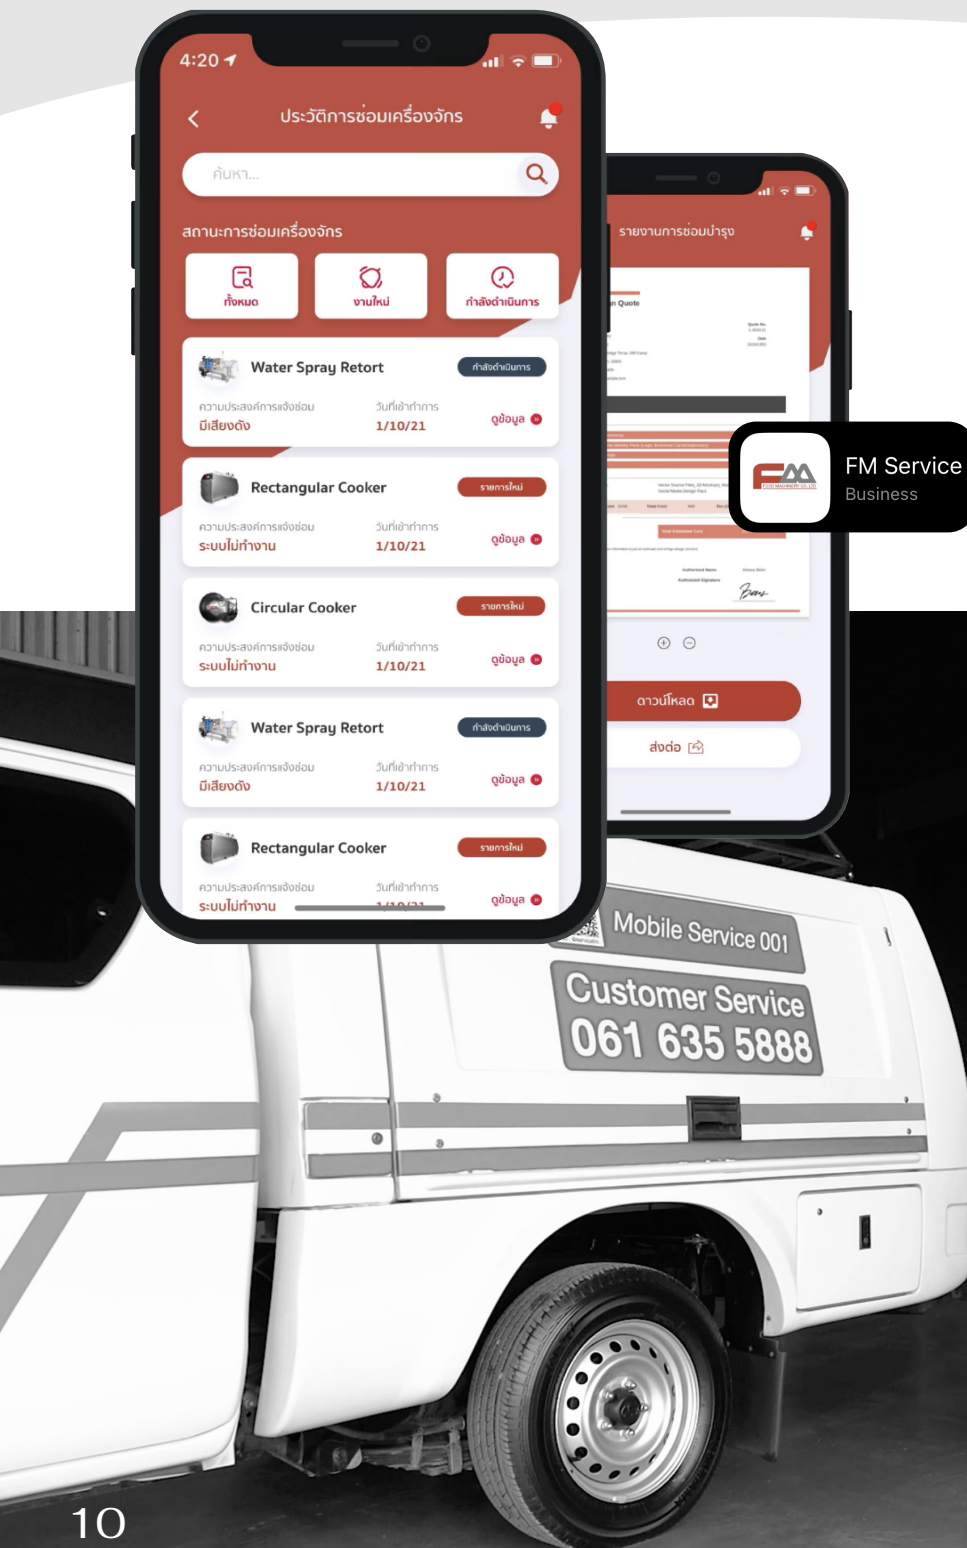 4:20
ประวัติการซ่อมเครื่องจักร
ค้นหา...
สถานะการซ่อมเครื่องจักร
ทั้งหมด
งานใหม่
กำลังดำเนินการ
Water Spray Retort
กำลังดำเนินการ
ความประสงค์การแจ้งซ่อม
วันที่เข้าทำการ
มีเสียงดัง
1/10/21
ดูข้อมูล
Rectangular Cooker
รายการใหม่
ความประสงค์การแจ้งซ่อม
วันที่เข้าทำการ
ระบบไม่ทำงาน
1/10/21
ดูข้อมูล
Circular Cooker
รายการใหม่
ความประสงค์การแจ้งซ่อม
วันที่เข้าทำการ
ระบบไม่ทำงาน
1/10/21
ดูข้อมูล
Water Spray Retort
กำลังดำเนินการ
ความประสงค์การแจ้งซ่อม
วันที่เข้าทำการ
มีเสียงดัง
1/10/21
ดูข้อมูล
Rectangular Cooker
รายการใหม่
ความประสงค์การแจ้งซ่อม
วันที่เข้าทำการ
ระบบไม่ทำงาน
1/10/21
ดูข้อมูล
รายงานการซ่อมบำรุง
Quote
Quote No.
Date
Total Estimated Cost
Authorised Name
Authorised Signature
ดาวน์โหลด
ส่งต่อ
FM
FOOD MACHINERY CO., LTD
FM Service
Business
Mobile Service 001
Customer Service
061 635 5888
10